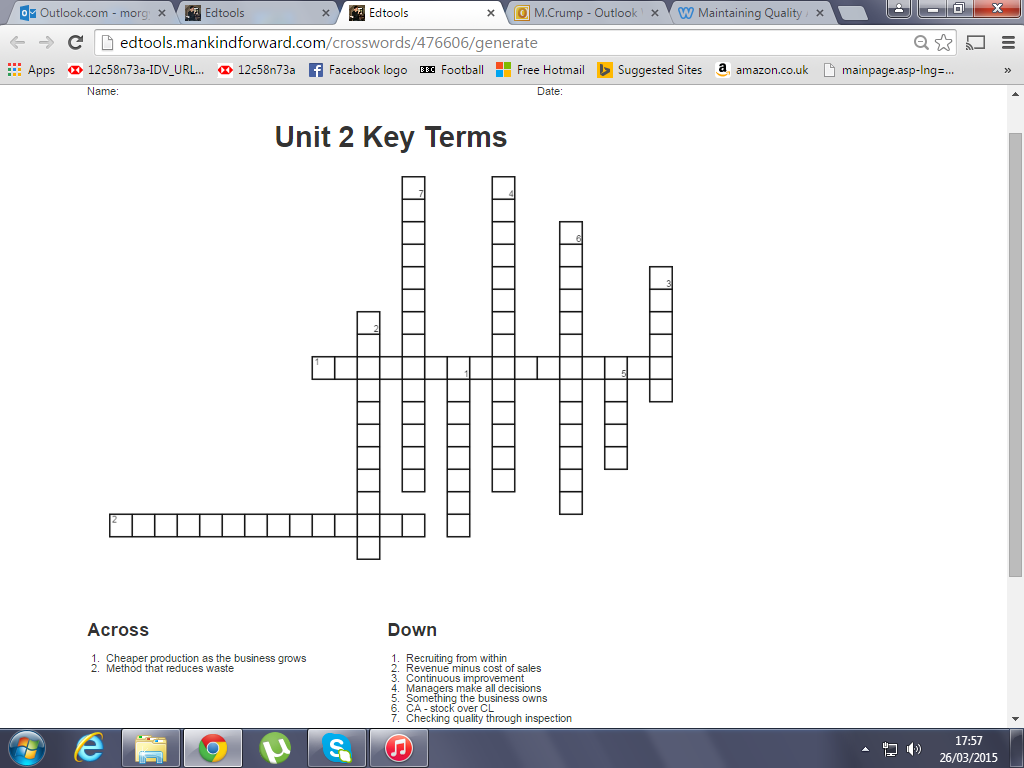 Outlook.com - morg
Edtools
Edtools
M.Crump - Outlook
Maintaining Quality
edtools.mankindforward.com/crosswords/476606/generate
Apps
12c58n73a-IDV_URL...
12c58n73a
Facebook logo
BBC Football
Free Hotmail
Suggested Sites
amazon.co.uk
mainpage.asp-lng=...
»
Name:
Date:
Unit 2 Key Terms
7
4
6
3
2
1
1
5
2
Across
1. Cheaper production as the business grows
2. Method that reduces waste
Down
1. Recruiting from within
2. Revenue minus cost of sales
3. Continuous improvement
4. Managers make all decisions
5. Something the business owns
6. CA - stock over CL
7. Checking quality through inspection
17:57
26/03/2015